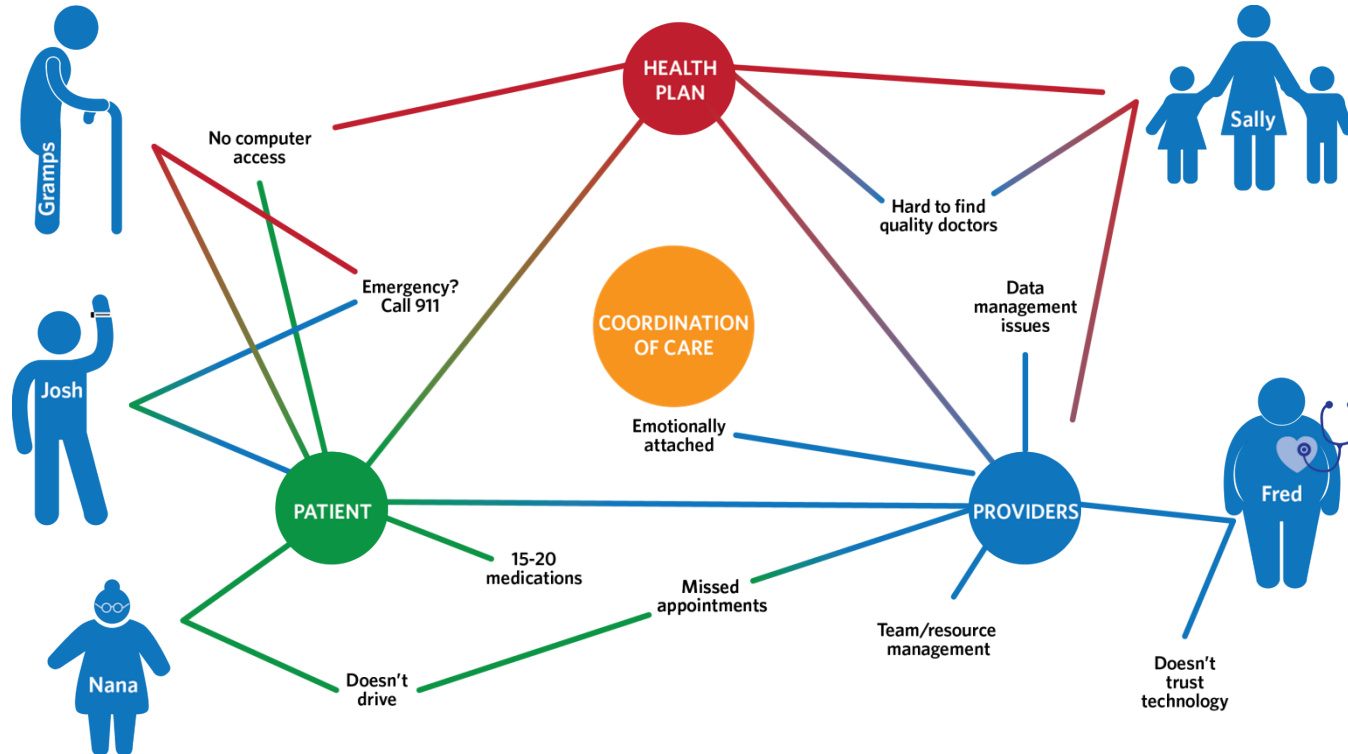 HEALTH
PLAN
Gramps
No computer
access
Sally
Hard to find
quality doctors
Emergency?
Call 911
COORDINATION
OF CARE
Data
management
issues
Josh
Emotionally
attached
Fred
PATIENT
PROVIDERS
15-20
medications
Missed
appointments
Team/resource
management
Doesn't
trust
technology
Nana
Doesn't
drive